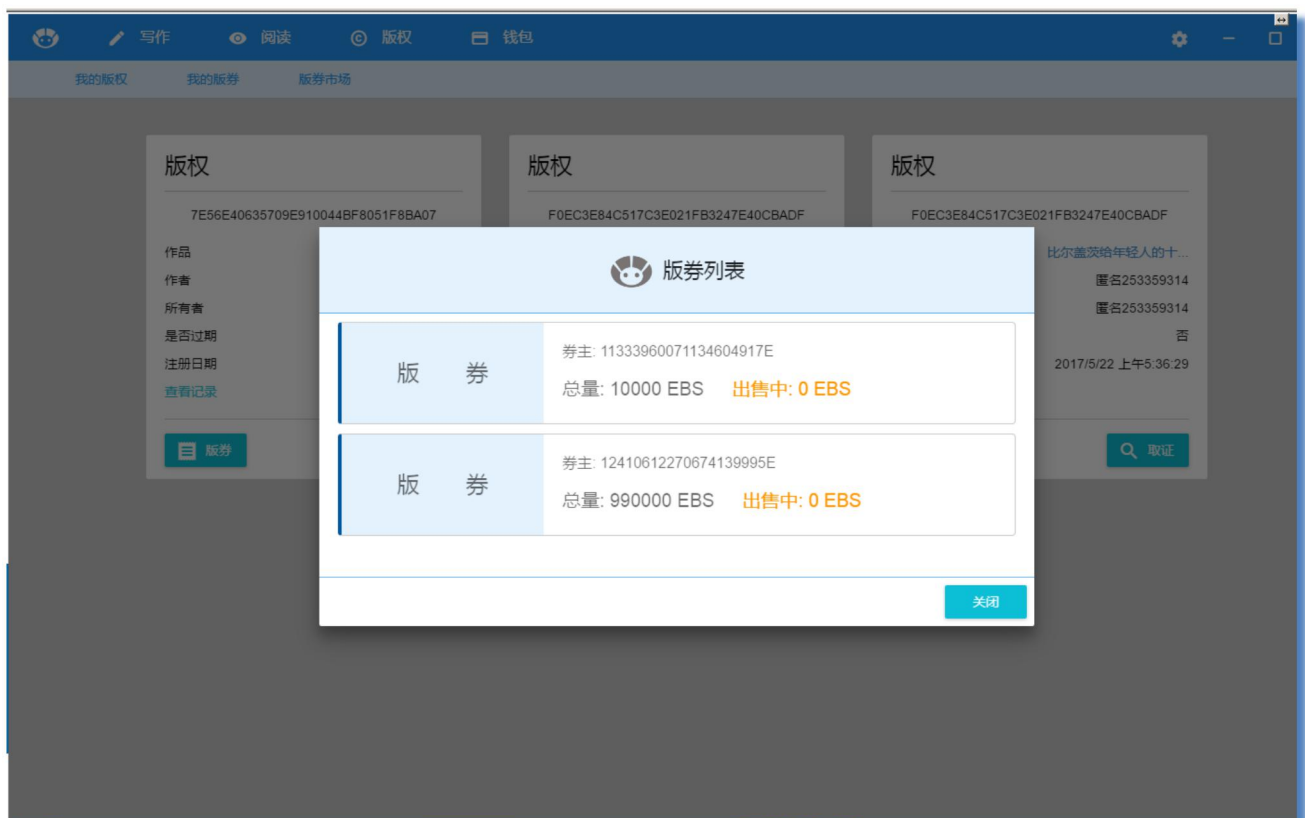 写作 阅读 版权 钱包
我的版权 我的版券 版券市场
版权 版权 版权
7E56E40635709E910044BF8051F8BA07 F0EC3E84C517C3E021FB3247E40CBADF F0EC3E84C517C3E021FB3247E40CBADF
作品 比尔盖茨给年轻人的十...
作者 匿名253359314
所有者 匿名253359314
是否过期 否
注册日期 2017/5/22 上午5:36:29
查看记录
版券 取证
版券列表
版 券
券主: 11333960071134604917E
总量: 10000 EBS 出售中: 0 EBS
版 券
券主: 12410612270674139995E
总量: 990000 EBS 出售中: 0 EBS
关闭